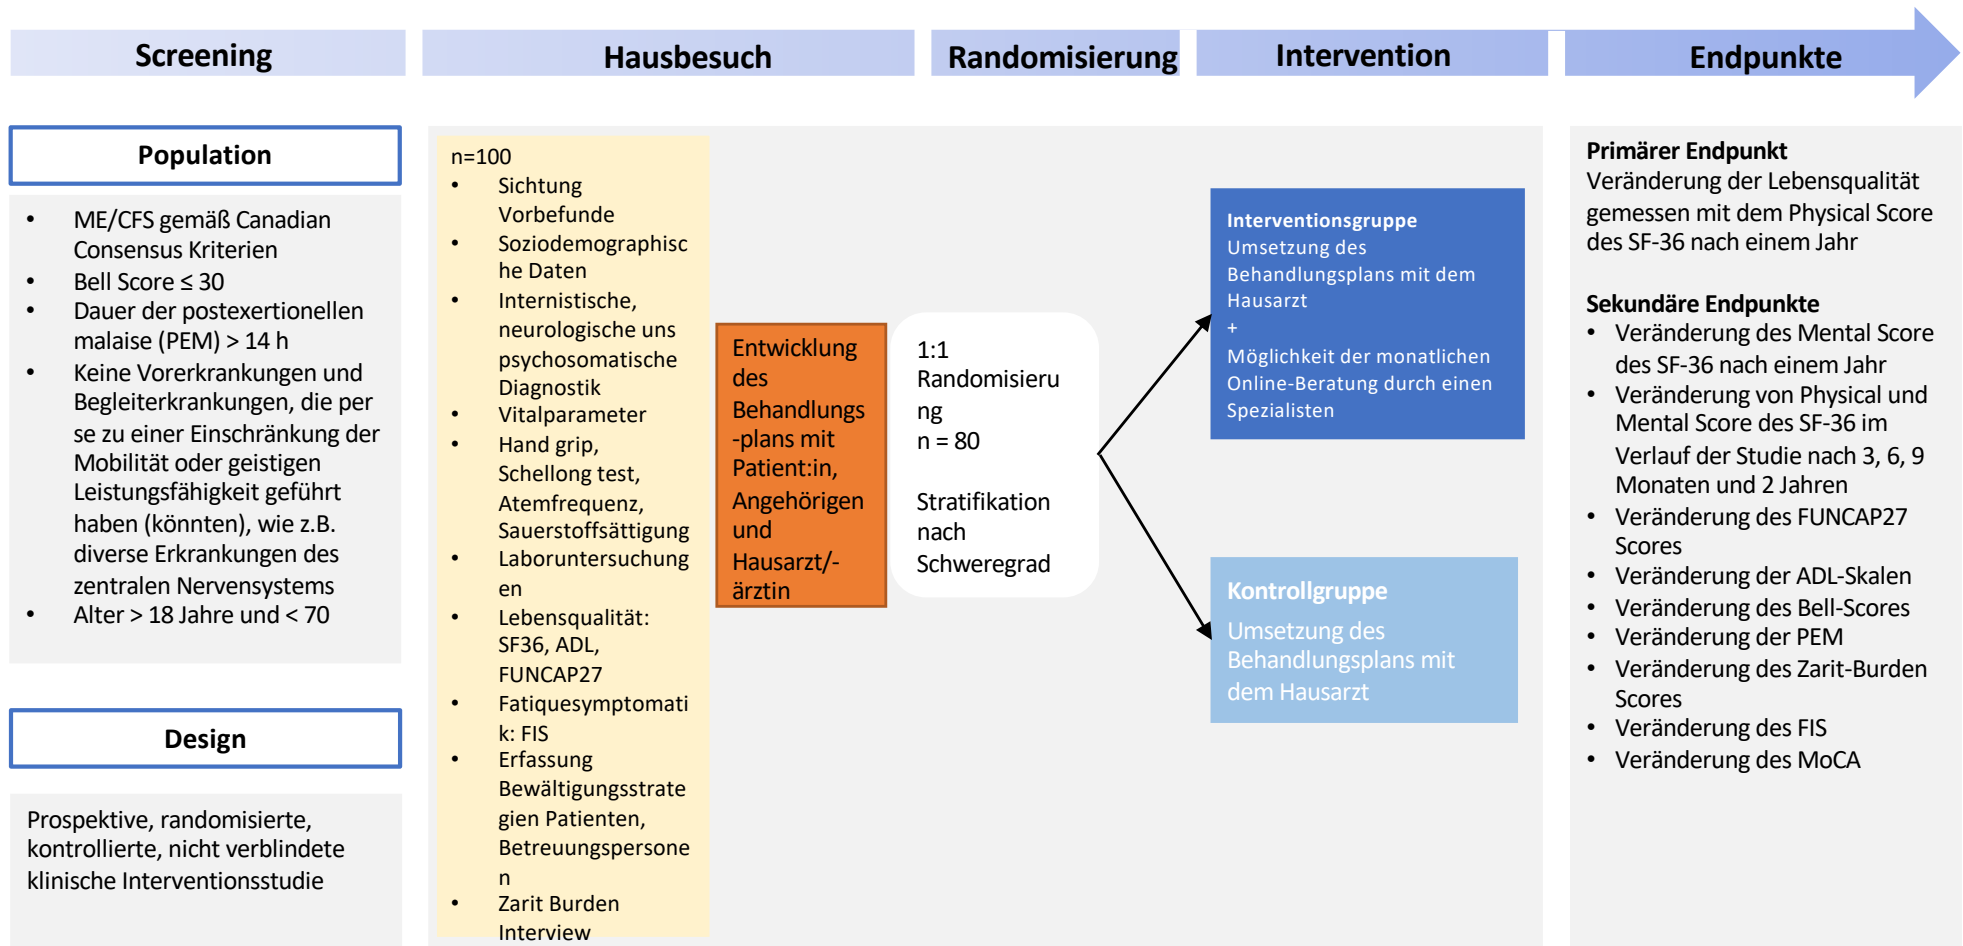 Screening
Hausbesuch
Randomisierung
Intervention
Endpunkte
Population
• ME/CFS gemäß Canadian
Consensus Kriterien
• Bell Score ≤ 30
• Dauer der postexertionellen
malaise (PEM) > 14 h
• Keine Vorerkrankungen und
Begleiterkrankungen, die per
se zu einer Einschränkung der
Mobilität oder geistigen
Leistungsfähigkeit geführt
haben (könnten), wie z.B.
diverse Erkrankungen des
zentralen Nervensystems
• Alter > 18 Jahre und < 70
Design
Prospektive, randomisierte,
kontrollierte, nicht verblindete
klinische Interventionsstudie
n=100
• Sichtung
Vorbefunde
• Soziodemographisc
he Daten
• Internistische,
neurologische uns
psychosomatische
Diagnostik
• Vitalparameter
• Hand grip,
Schellong test,
Atemfrequenz,
Sauerstoffsättigung
• Laboruntersuchung
en
• Lebensqualität:
SF36, ADL,
FUNCAP27
• Fatiquesymptomati
k: FIS
• Erfassung
Bewältigungsstrate
gien Patienten,
Betreuungspersone
n
• Zarit Burden
Interview
Entwicklung
des
Behandlungs
-plans mit
Patient:in,
Angehörigen
und
Hausarzt/-
ärztin
1:1
Randomisieru
ng
n = 80
Stratifikation
nach
Schweregrad
Interventionsgruppe
Umsetzung des
Behandlungsplans mit dem
Hausarzt
+
Möglichkeit der monatlichen
Online-Beratung durch einen
Spezialisten
Kontrollgruppe
Umsetzung des
Behandlungsplans mit
dem Hausarzt
Primärer Endpunkt
Veränderung der Lebensqualität
gemessen mit dem Physical Score
des SF-36 nach einem Jahr
Sekundäre Endpunkte
• Veränderung des Mental Score
des SF-36 nach einem Jahr
• Veränderung von Physical und
Mental Score des SF-36 im
Verlauf der Studie nach 3, 6, 9
Monaten und 2 Jahren
• Veränderung des FUNCAP27
Scores
• Veränderung der ADL-Skalen
• Veränderung des Bell-Scores
• Veränderung der PEM
• Veränderung des Zarit-Burden
Scores
• Veränderung des FIS
• Veränderung des MoCA